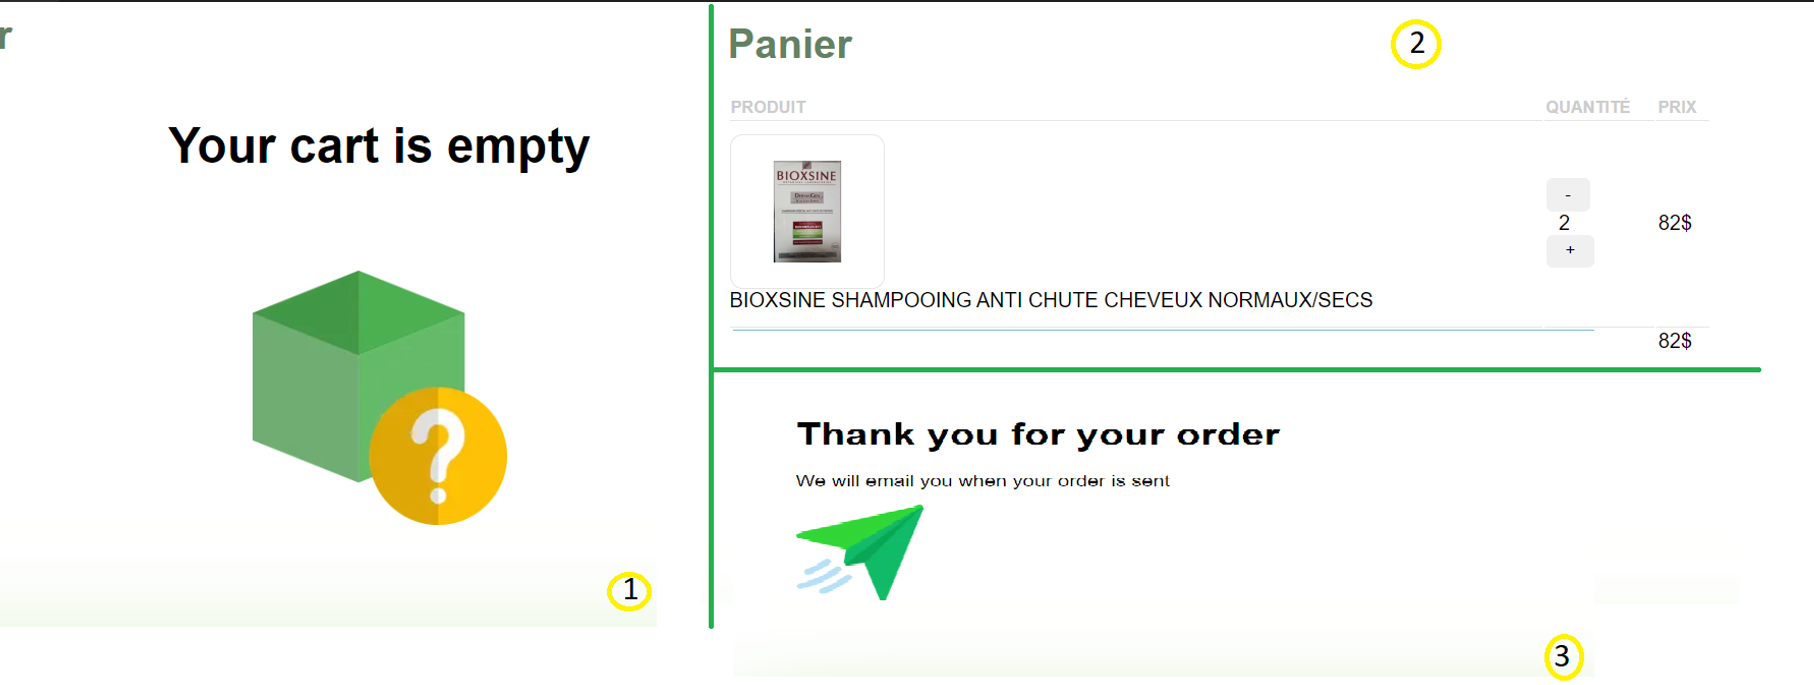 r
Your cart is empty
1
Panier
2
PRODUIT QUANTITÉ PRIX
BIOXSINE
-
2
82$
+
BIOXSINE SHAMPOOING ANTI CHUTE CHEVEUX NORMAUX/SECS
82$
Thank you for your order
We will email you when your order is sent
3